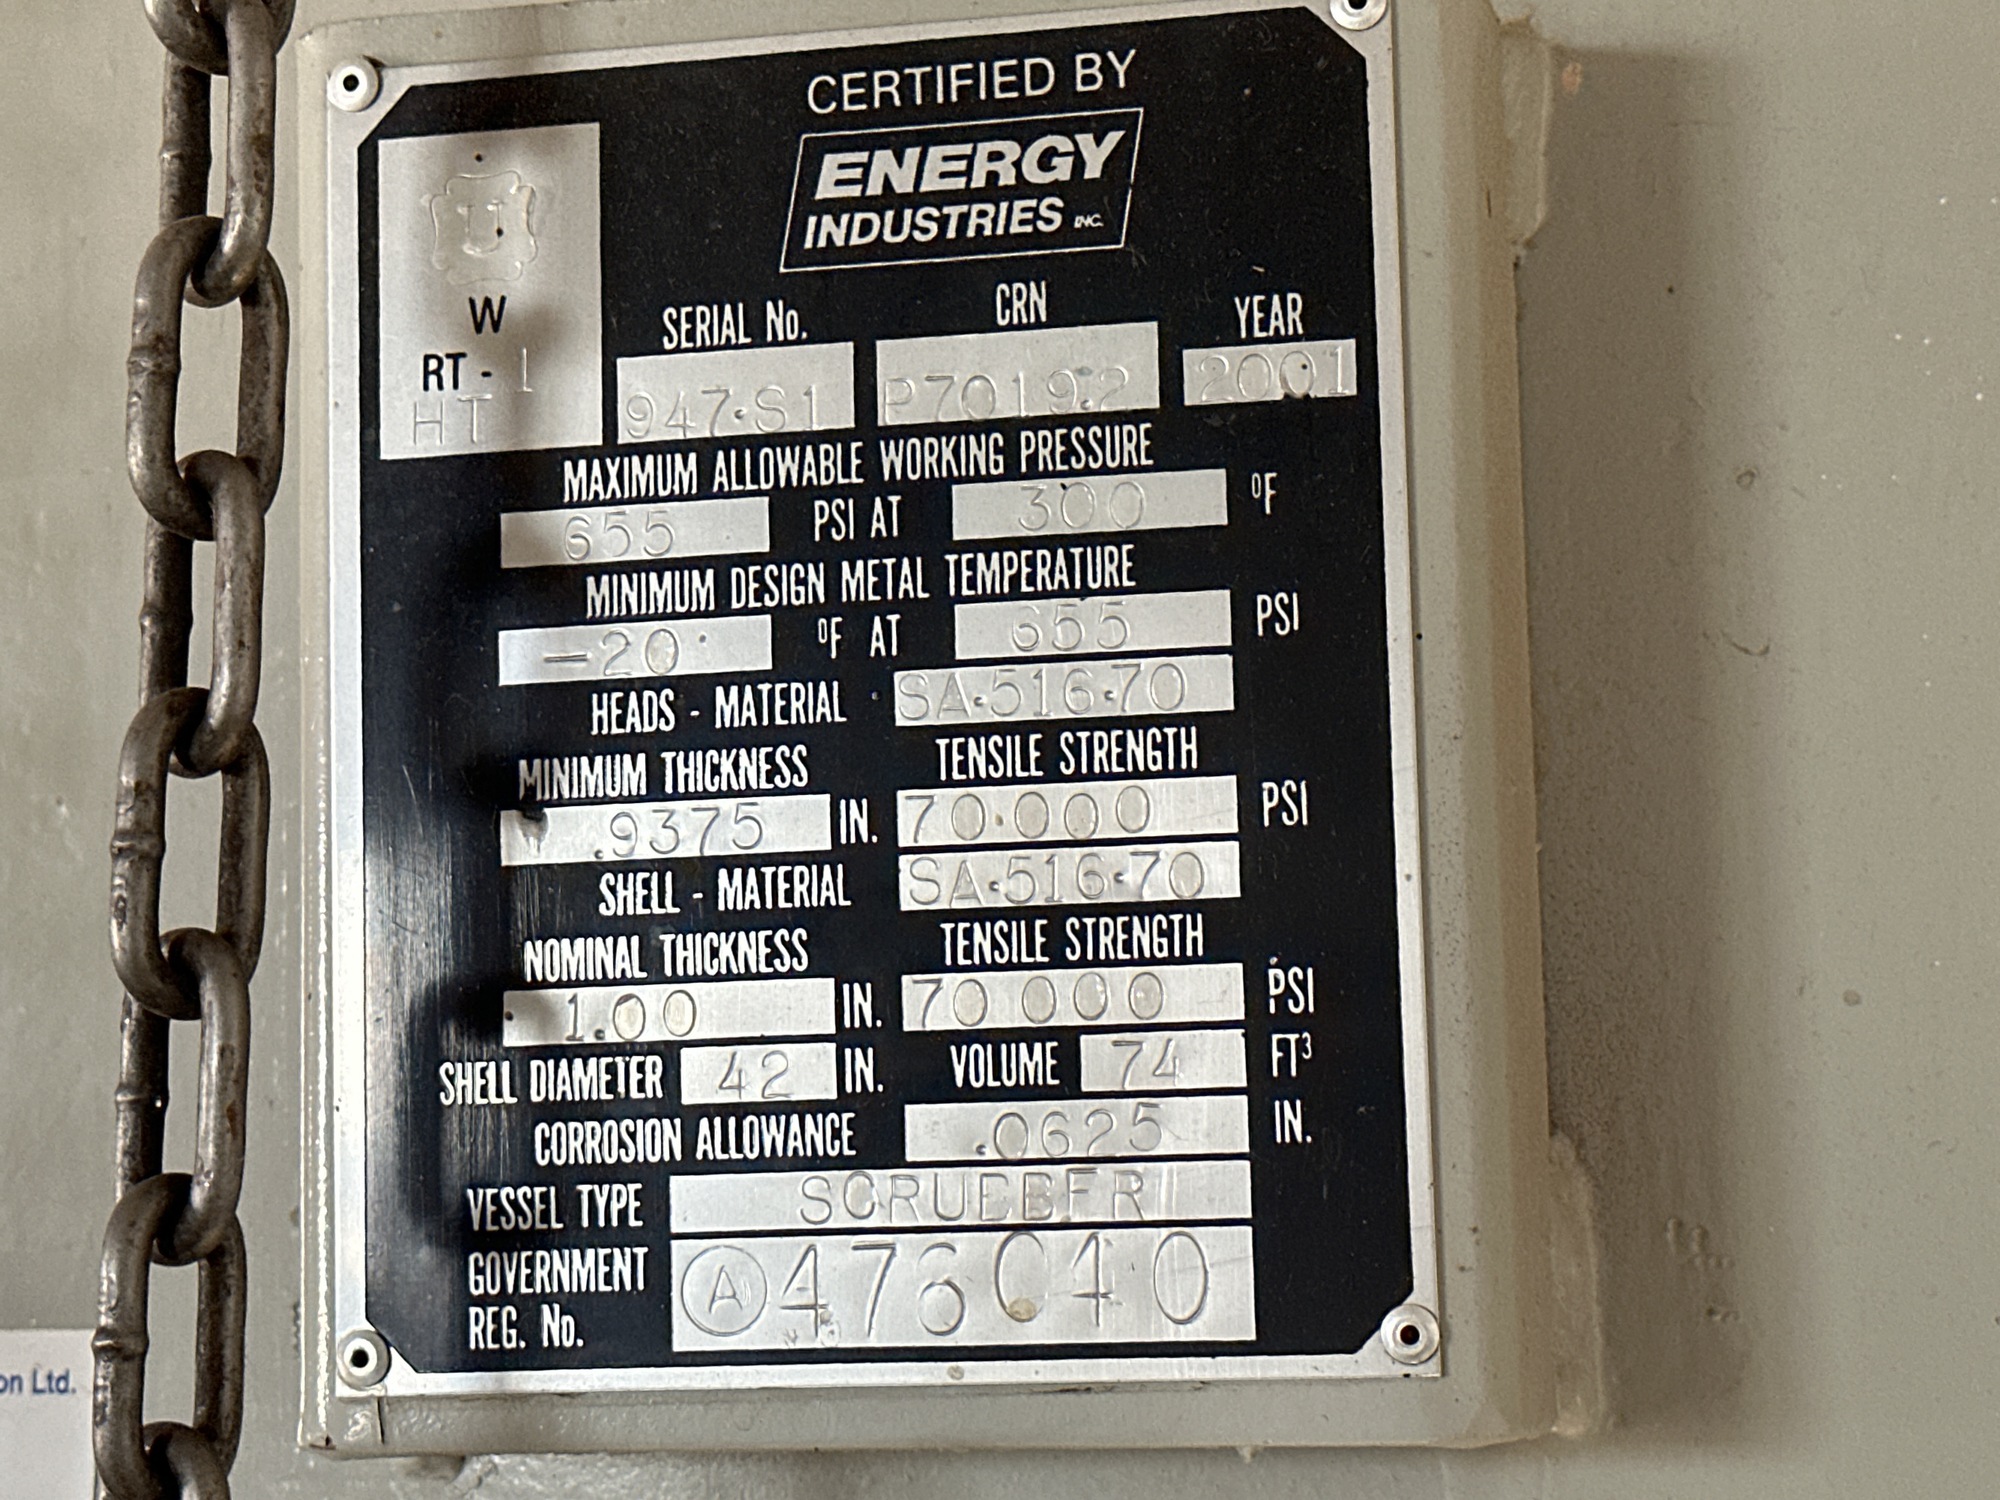 CERTIFIED BY
ENERGY
INDUSTRIES INC.
U
W
RT - 1
HT
SERIAL No. CRN YEAR
947.S1 P7019.2 2001
MAXIMUM ALLOWABLE WORKING PRESSURE
655 PSI AT 300 °F
MINIMUM DESIGN METAL TEMPERATURE
-20 °F AT 655 PSI
HEADS - MATERIAL SA.516.70
MINIMUM THICKNESS TENSILE STRENGTH
.9375 IN. 70.000 PSI
SHELL - MATERIAL SA.516.70
NOMINAL THICKNESS TENSILE STRENGTH
1.00 IN. 70 000 PSI
SHELL DIAMETER 42 IN. VOLUME 74 FT³
CORROSION ALLOWANCE .0625 IN.
VESSEL TYPE SCRUBBER
GOVERNMENT
REG. No. A 476040
on Ltd.